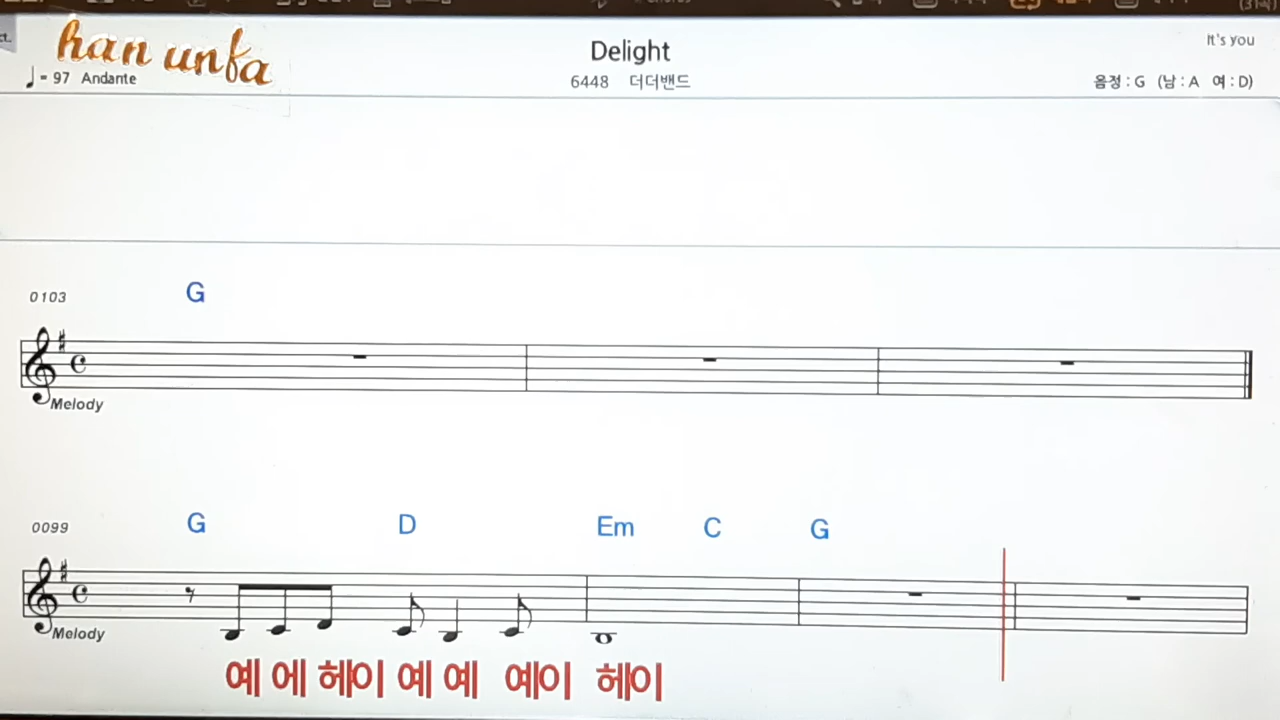 han unfa
Delight
It's you
♩= 97 Andante
6448 더더밴드
음정 : G (남 : A 여 : D)
0103
G
Melody
0099
G D Em C G
Melody
예 에 헤이 예 예 예이 헤이